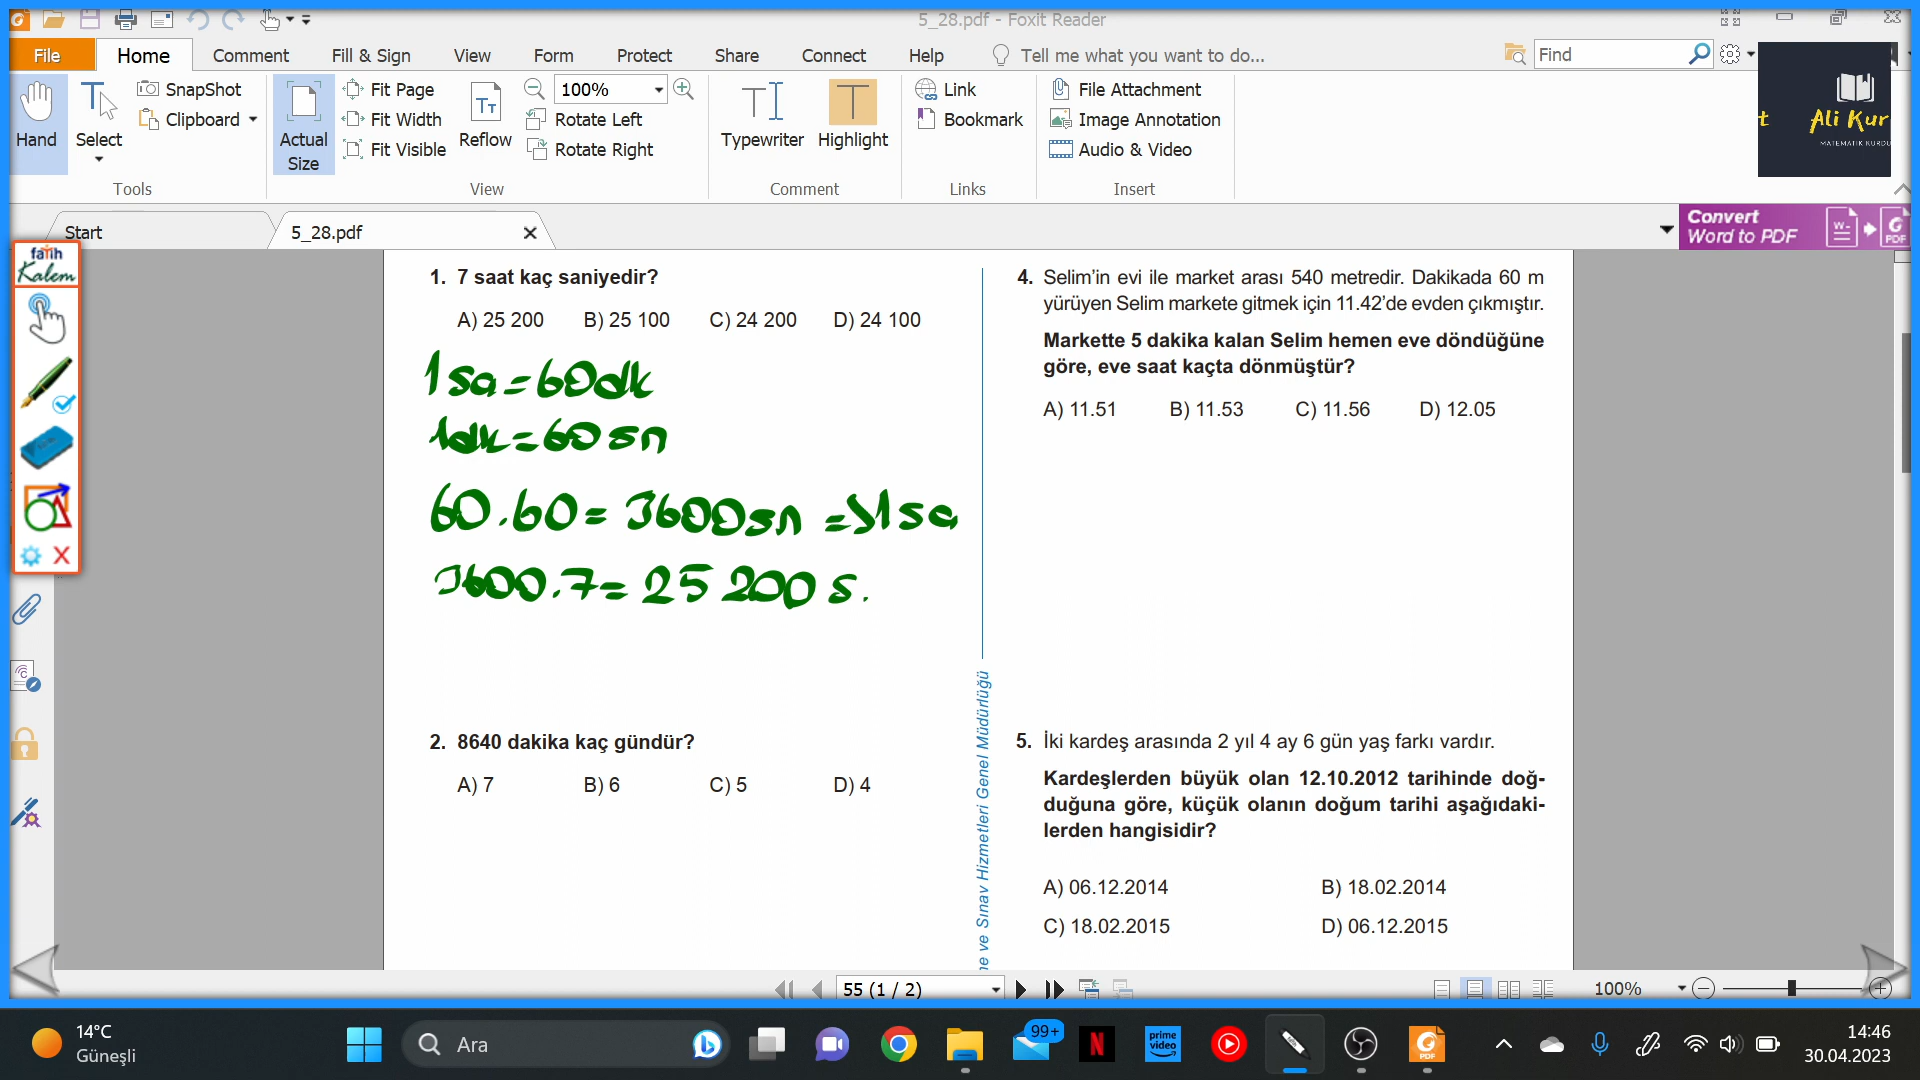 5_28.pdf - Foxit Reader
File Home Comment Fill & Sign View Form Protect Share Connect Help Tell me what you want to do... Find
Hand
Select
SnapShot
Clipboard
Tools
Actual Size
Fit Page
Fit Width
Fit Visible
Reflow
100%
Rotate Left
Rotate Right
View
Typewriter
Highlight
Comment
Link
Bookmark
Links
File Attachment
Image Annotation
Audio & Video
Insert
t Ali Kur
MATEMATIK KURDU
Start
5_28.pdf
Convert
Word to PDF
fatih
Kalem
1. 7 saat kaç saniyedir?
A) 25 200 B) 25 100 C) 24 200 D) 24 100
1sa = 60dk
1dk = 60sn
60.60 = 3600sn => 1sa
3600.7 = 25 200 s.
2. 8640 dakika kaç gündür?
A) 7 B) 6 C) 5 D) 4
ne ve Sınav Hizmetleri Genel Müdürlüğü
4. Selim'in evi ile market arası 540 metredir. Dakikada 60 m
yürüyen Selim markete gitmek için 11.42'de evden çıkmıştır.
Markette 5 dakika kalan Selim hemen eve döndüğüne
göre, eve saat kaçta dönmüştür?
A) 11.51 B) 11.53 C) 11.56 D) 12.05
5. İki kardeş arasında 2 yıl 4 ay 6 gün yaş farkı vardır.
Kardeşlerden büyük olan 12.10.2012 tarihinde doğ-
duğuna göre, küçük olanın doğum tarihi aşağıdaki-
lerden hangisidir?
A) 06.12.2014 B) 18.02.2014
C) 18.02.2015 D) 06.12.2015
55 (1 / 2)
100%
14°C
Güneşli
Ara
99+
N
prime video
PDF
14:46
30.04.2023